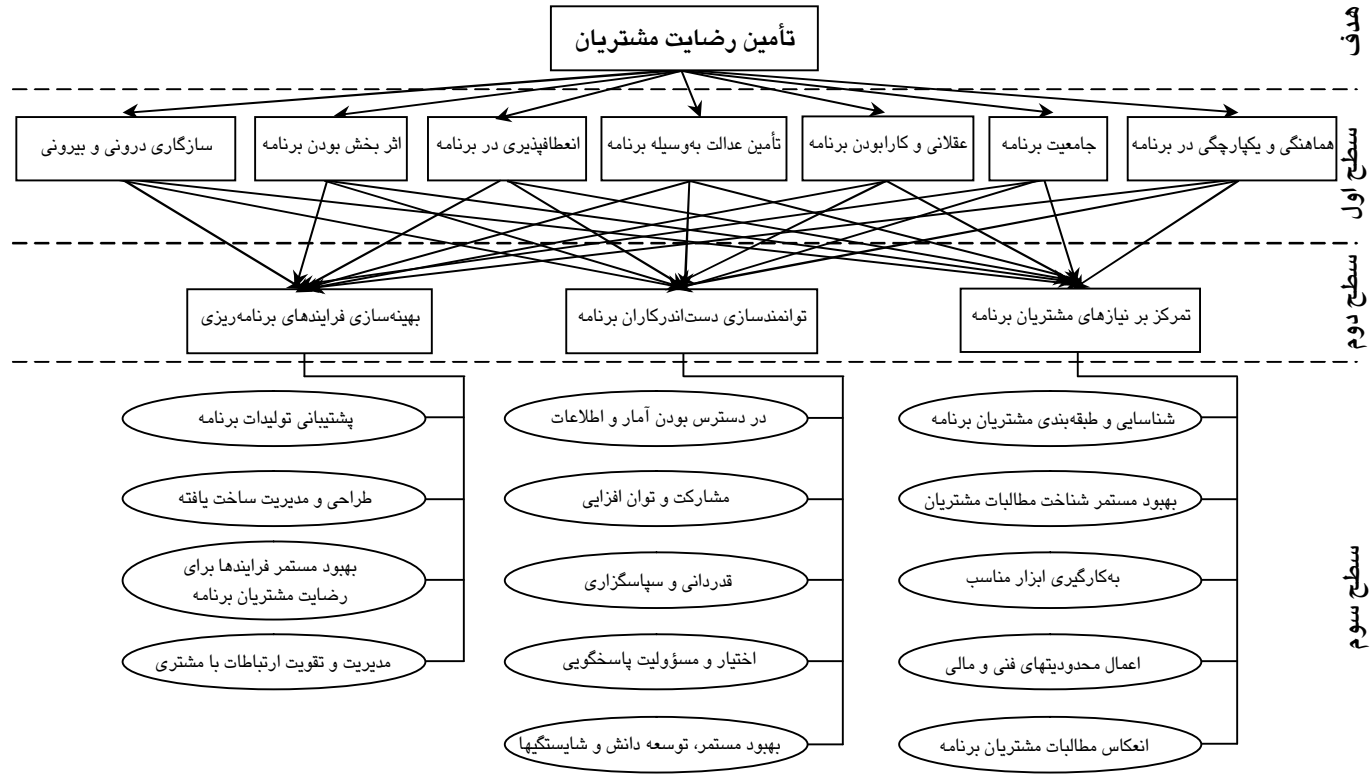 هدف
تأمین رضایت مشتریان
سطح اول
هماهنگی و یکپارچگی در برنامه
جامعیت برنامه
عقلانی و کارابودن برنامه
تأمین عدالت به‌وسیله برنامه
انعطافپذیری در برنامه
اثر بخش بودن برنامه
سازگاری درونی و بیرونی
سطح دوم
تمرکز بر نیازهای مشتریان برنامه
توانمندسازی دست‌اندرکاران برنامه
بهینه‌سازی فرایندهای برنامه‌ریزی
سطح سوم
شناسایی و طبقه‌بندی مشتریان برنامه
بهبود مستمر شناخت مطالبات مشتریان
به‌کارگیری ابزار مناسب
اعمال محدودیتهای فنی و مالی
انعکاس مطالبات مشتریان برنامه
در دسترس بودن آمار و اطلاعات
مشارکت و توان افزایی
قدردانی و سپاسگزاری
اختیار و مسؤولیت پاسخگویی
بهبود مستمر، توسعه دانش و شایستگیها
پشتیبانی تولیدات برنامه
طراحی و مدیریت ساخت یافته
بهبود مستمر فرایندها برای
رضایت مشتریان برنامه
مدیریت و تقویت ارتباطات با مشتری